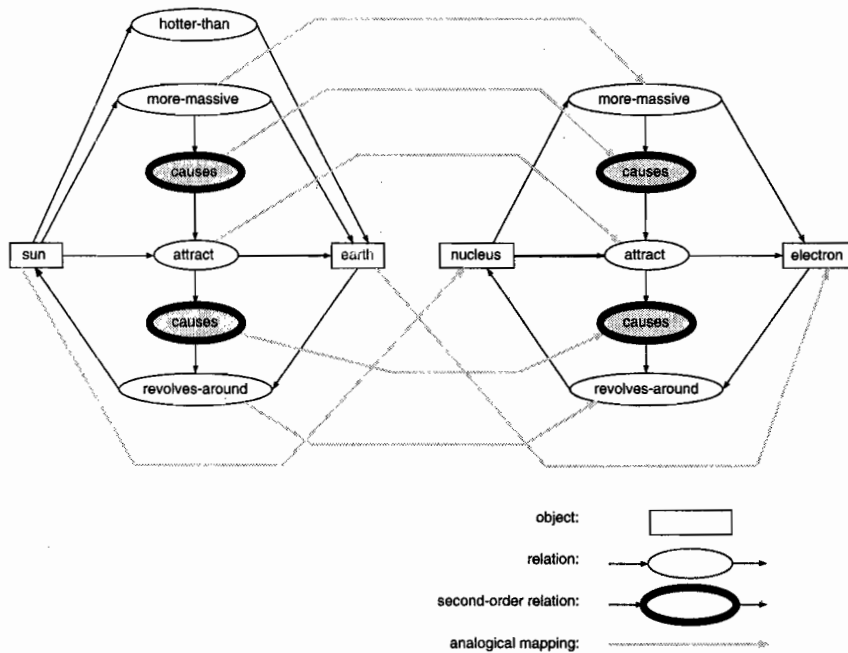 hotter-than
more-massive more-massive
causes causes
sun attract earth nucleus attract electron
causes causes
revolves-around revolves-around
object:
relation:
second-order relation:
analogical mapping: